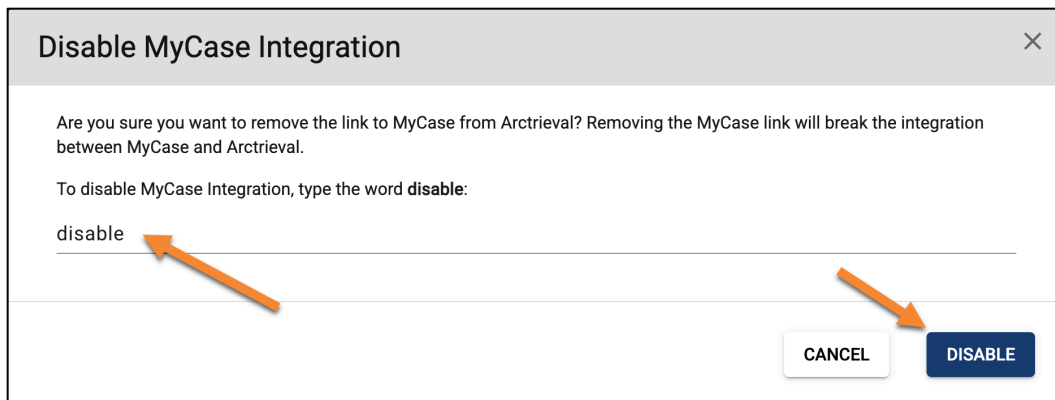 Disable MyCase Integration
Are you sure you want to remove the link to MyCase from Arctrieval? Removing the MyCase link will break the integration
between MyCase and Arctrieval.
To disable MyCase Integration, type the word disable:
disable
CANCEL
DISABLE